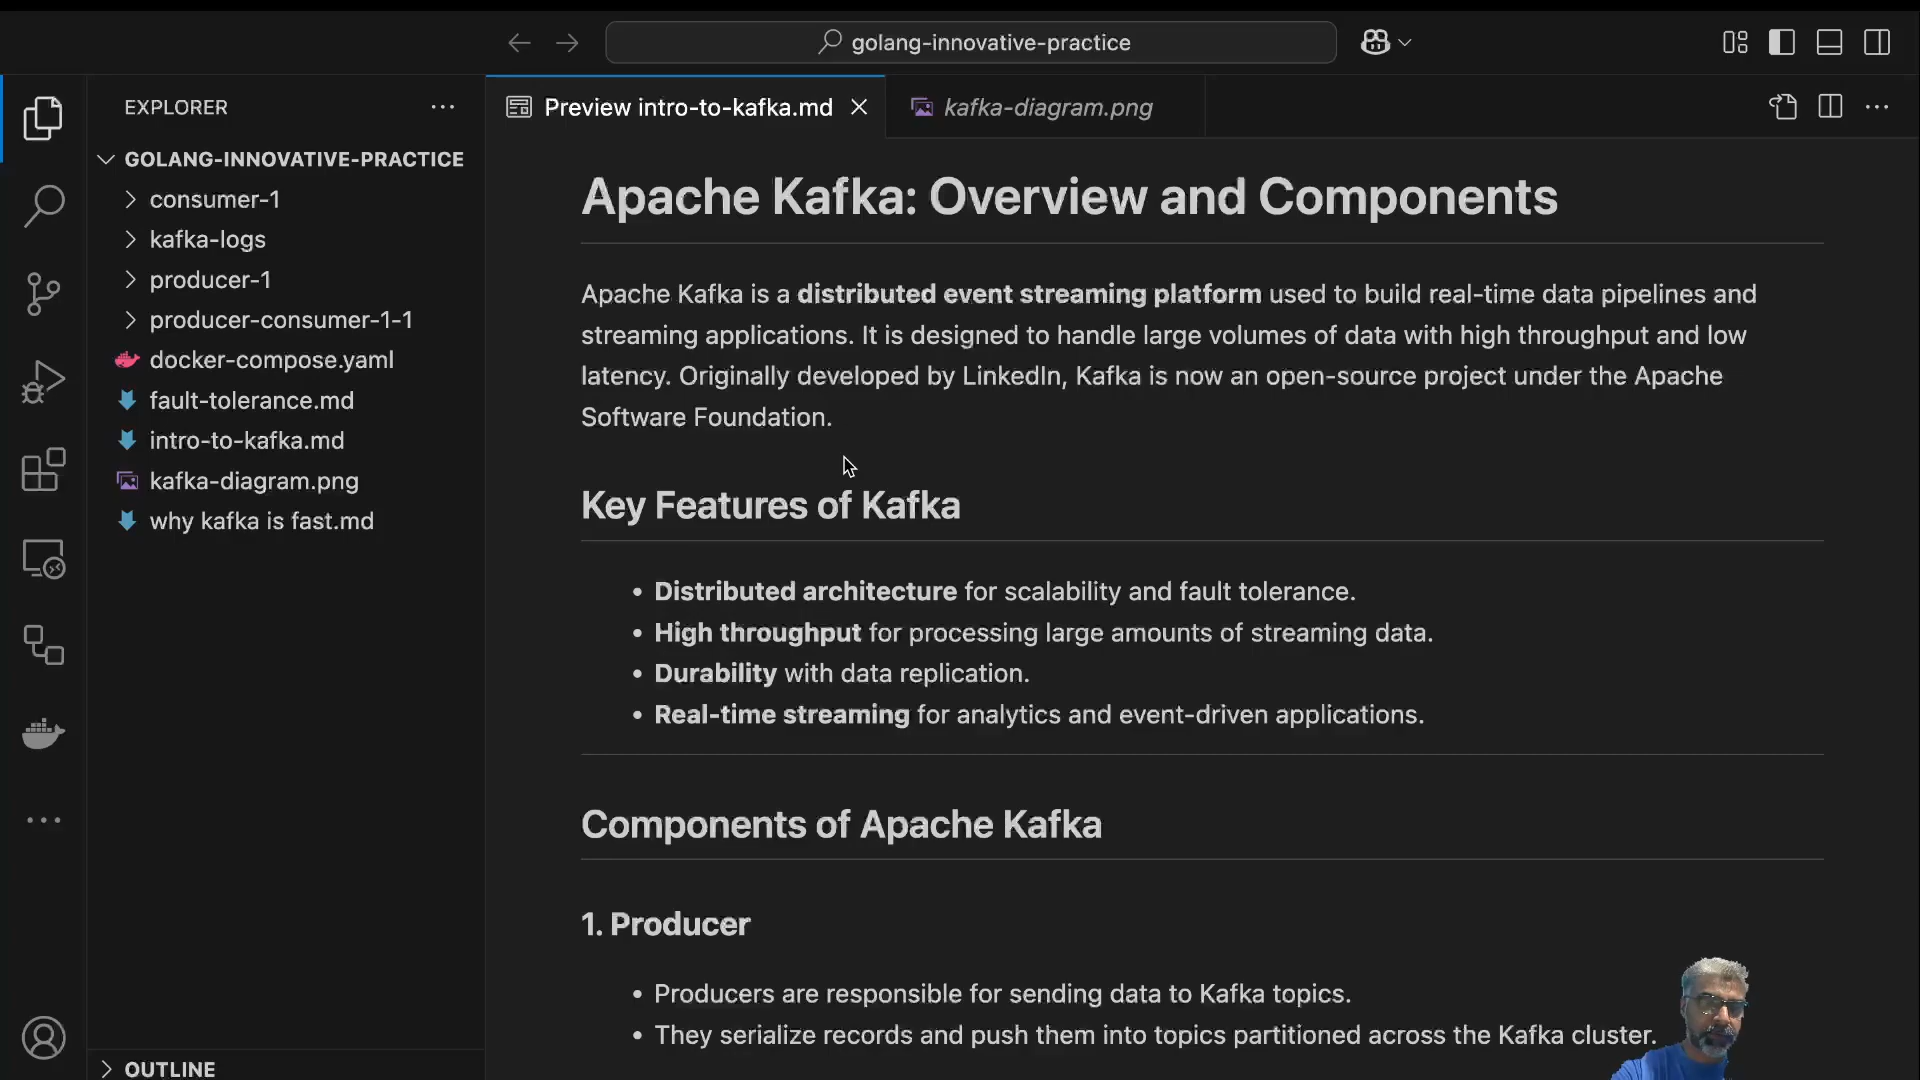 golang-innovative-practice
EXPLORER
GOLANG-INNOVATIVE-PRACTICE
consumer-1
kafka-logs
producer-1
producer-consumer-1-1
docker-compose.yaml
fault-tolerance.md
intro-to-kafka.md
kafka-diagram.png
why kafka is fast.md
OUTLINE
Preview intro-to-kafka.md
kafka-diagram.png
Apache Kafka: Overview and Components
Apache Kafka is a distributed event streaming platform used to build real-time data pipelines and
streaming applications. It is designed to handle large volumes of data with high throughput and low
latency. Originally developed by LinkedIn, Kafka is now an open-source project under the Apache
Software Foundation.
Key Features of Kafka
• Distributed architecture for scalability and fault tolerance.
• High throughput for processing large amounts of streaming data.
• Durability with data replication.
• Real-time streaming for analytics and event-driven applications.
Components of Apache Kafka
1. Producer
• Producers are responsible for sending data to Kafka topics.
• They serialize records and push them into topics partitioned across the Kafka cluster.